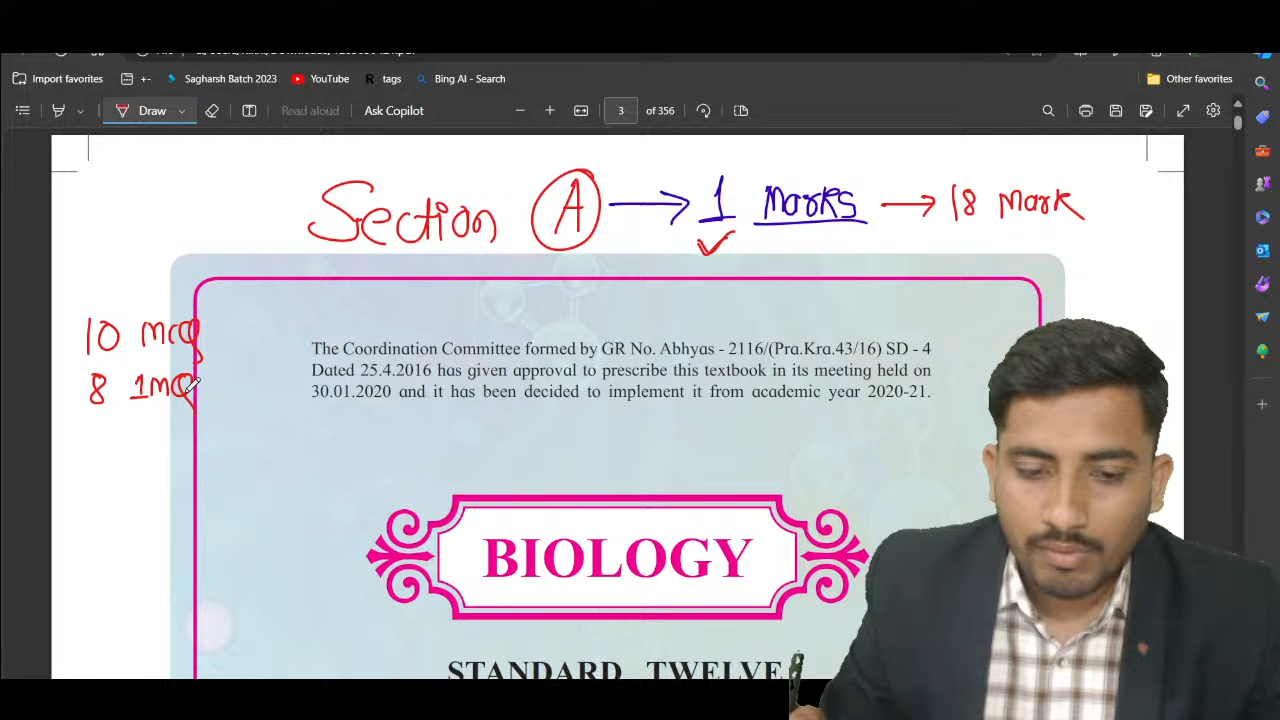 Import favorites
+-
Sagharsh Batch 2023
YouTube
tags
Bing AI - Search
Other favorites
Draw
Read aloud
Ask Copilot
3
of 356
Section A → 1 Marks → 18 Mark
10 mcq
8 1MQ
The Coordination Committee formed by GR No. Abhyas - 2116/(Pra.Kra.43/16) SD - 4
Dated 25.4.2016 has given approval to prescribe this textbook in its meeting held on
30.01.2020 and it has been decided to implement it from academic year 2020-21.
BIOLOGY
STANDARD TWELVE